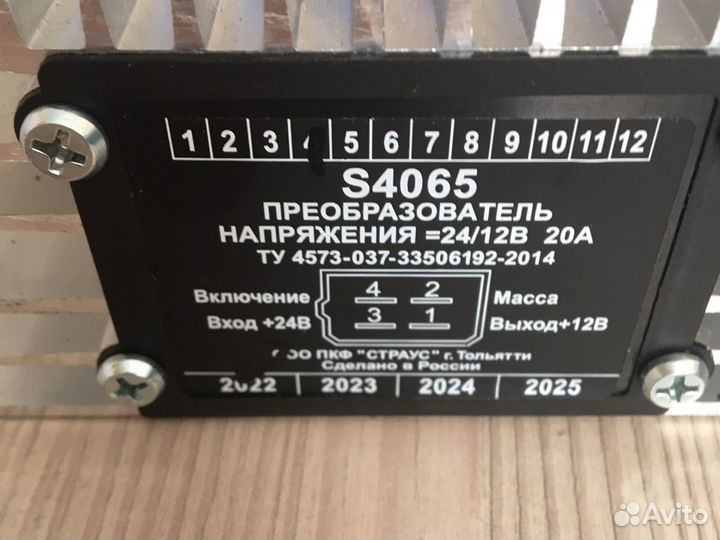 1 2 3 4 5 6 7 8 9 10 11 12
S4065
ПРЕОБРАЗОВАТЕЛЬ
НАПРЯЖЕНИЯ =24/12В 20А
ТУ 4573-037-33506192-2014
Включение 4 2 Масса
Вход +24В 3 1 Выход+12В
ООО ПКФ "СТРАУС" г. Тольятти
Сделано в России
2022 2023 2024 2025
Avito